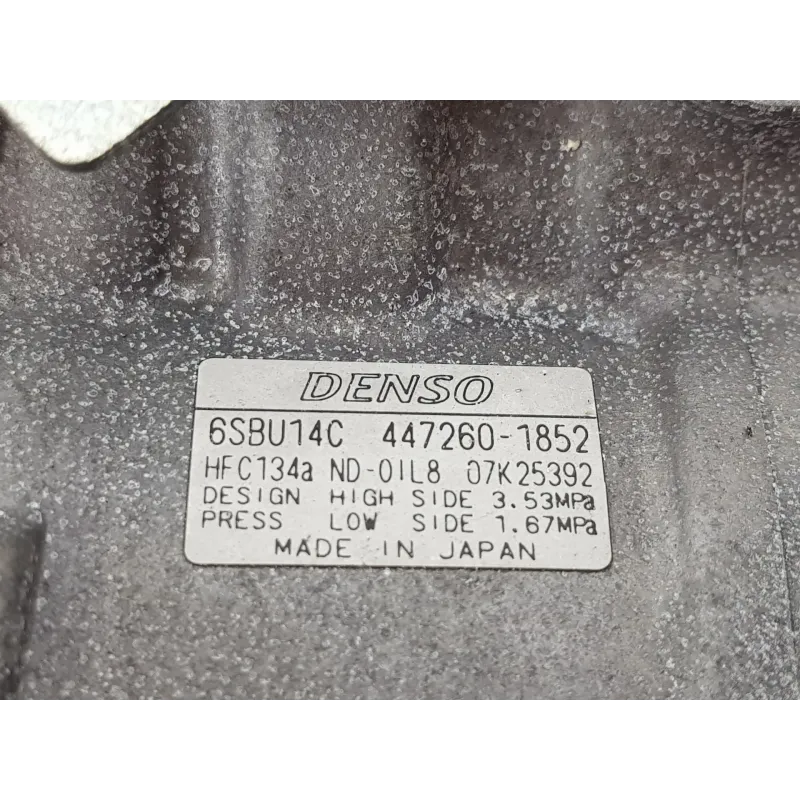 DENSO
6SBU14C 447260-1852
HFC134a ND-OIL8 07K25392
DESIGN HIGH SIDE 3.53MPa
PRESS LOW SIDE 1.67MPa
MADE IN JAPAN